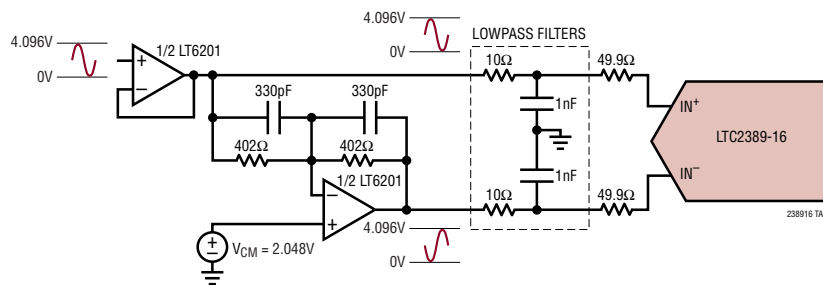 4.096V
0V
1/2 LT6201
+
−
4.096V
0V
LOWPASS FILTERS
10Ω
49.9Ω
330pF
330pF
1nF
IN+
402Ω
402Ω
LTC2389-16
1/2 LT6201
1nF
IN−
−
+
10Ω
49.9Ω
238916 TA
+
−
VCM = 2.048V
4.096V
0V